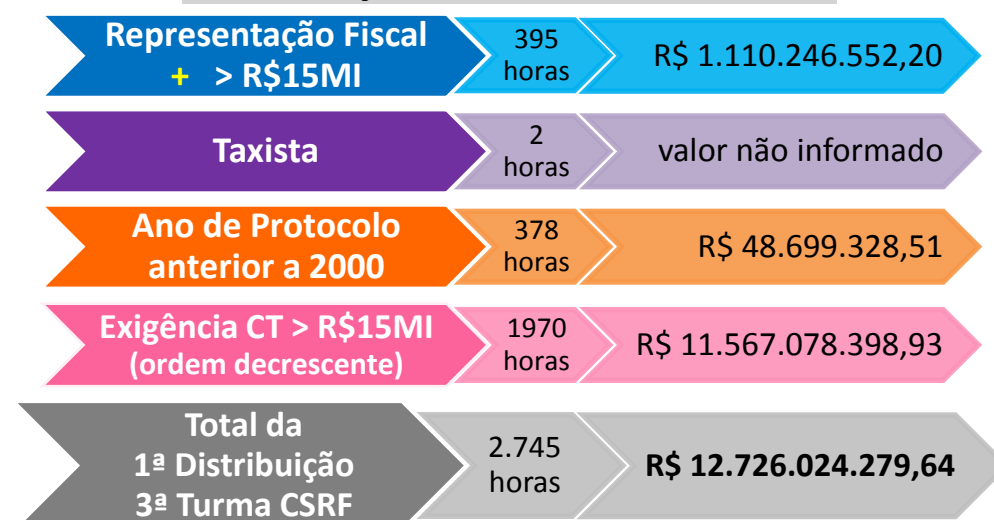 Representação Fiscal
+ > R$15MI
395
horas
R$ 1.110.246.552,20
Taxista
2
horas
valor não informado
Ano de Protocolo
anterior a 2000
378
horas
R$ 48.699.328,51
Exigência CT > R$15MI
(ordem decrescente)
1970
horas
R$ 11.567.078.398,93
Total da
1ª Distribuição
3ª Turma CSRF
2.745
horas
R$ 12.726.024.279,64